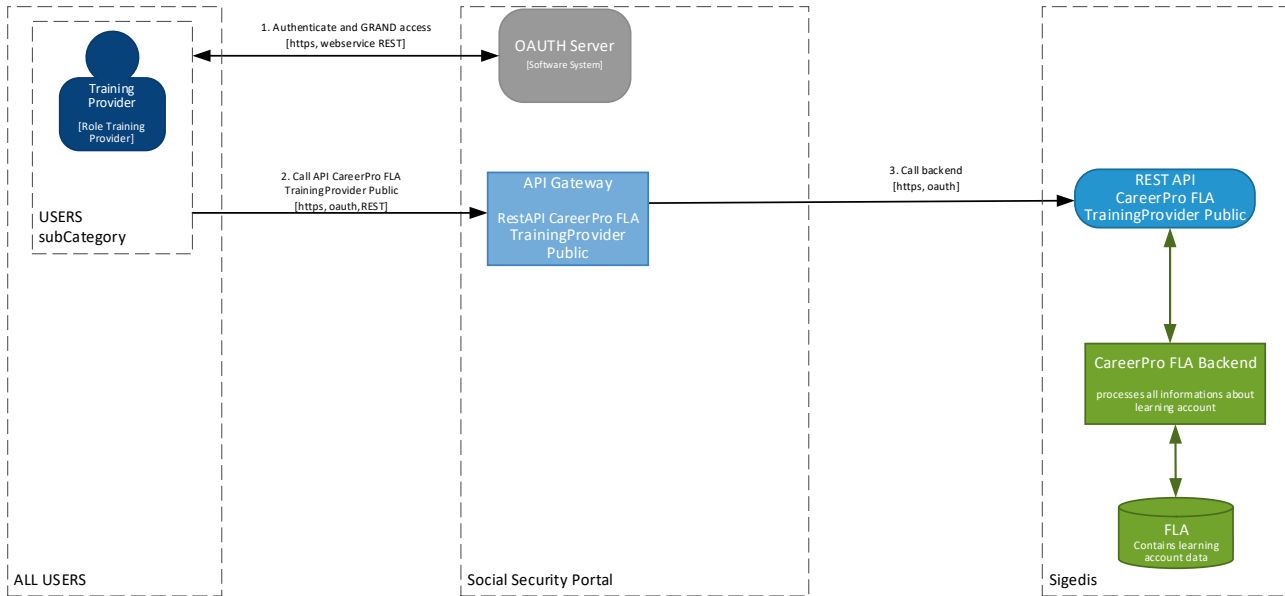 Training
Provider
[Role Training
Provider]
USERS
subCategory
ALL USERS
1. Authenticate and GRAND access
[https, webservice REST]
2. Call API CareerPro FLA
TrainingProvider Public
[https, oauth,REST]
OAUTH Server
[Software System]
API Gateway
RestAPI CareerPro FLA
TrainingProvider
Public
Social Security Portal
3. Call backend
[https, oauth]
REST API
CareerPro FLA
TrainingProvider Public
CareerPro FLA Backend
processes all informations about
learning account
FLA
Contains learning
account data
Sigedis